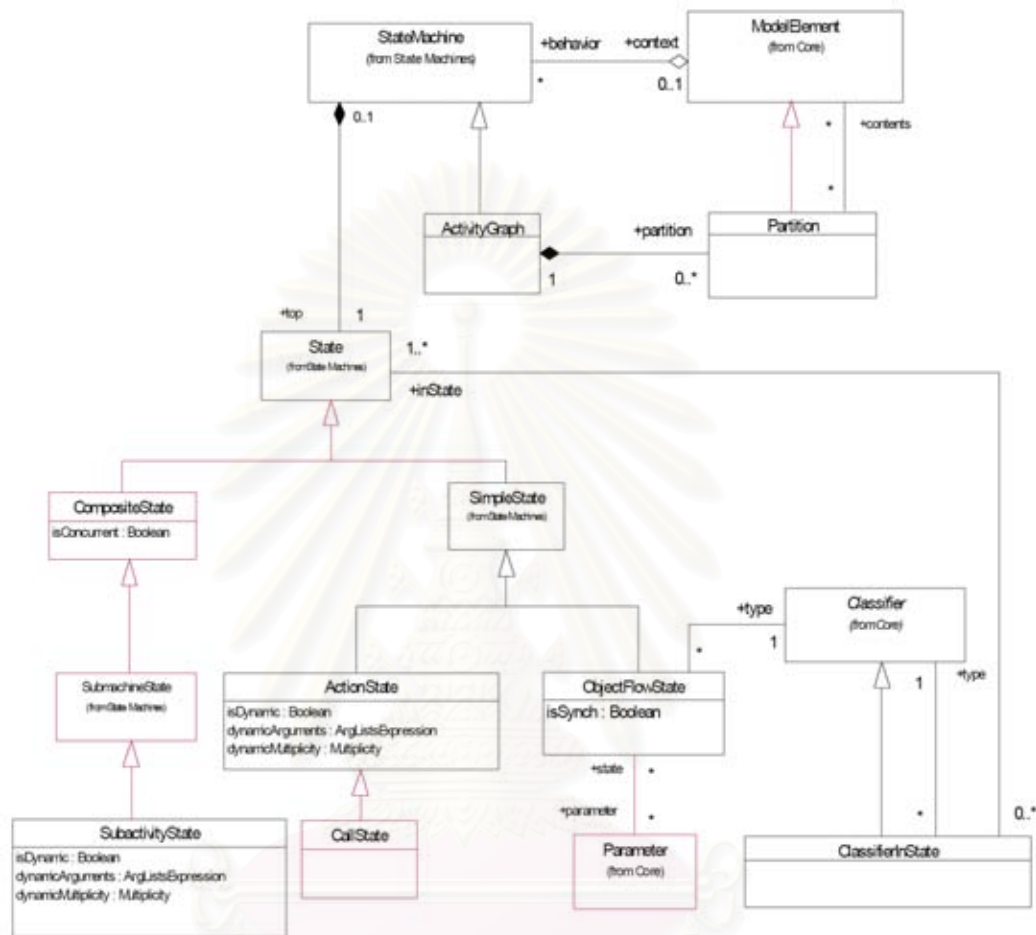 StateMachine
(from State Machines)
+behavior
+context
*
0..1
ModelElement
(from Core)
0..1
*
+contents
*
ActivityGraph
+partition
1
0..*
Partition
+top
1
State
(from State Machines)
1..*
+inState
CompositeState
isConcurrent : Boolean
SimpleState
(from State Machines)
+type
1
*
Classifier
(from Core)
1
+type
SubmachineState
(from State Machines)
ActionState
isDynamic : Boolean
dynamicArguments : ArgListsExpression
dynamicMultiplicity : Multiplicity
ObjectFlowState
isSynch : Boolean
+state
*
+parameter
*
*
0..*
SubactivityState
isDynamic : Boolean
dynamicArguments : ArgListsExpression
dynamicMultiplicity : Multiplicity
CallState
Parameter
(from Core)
ClassifierInState